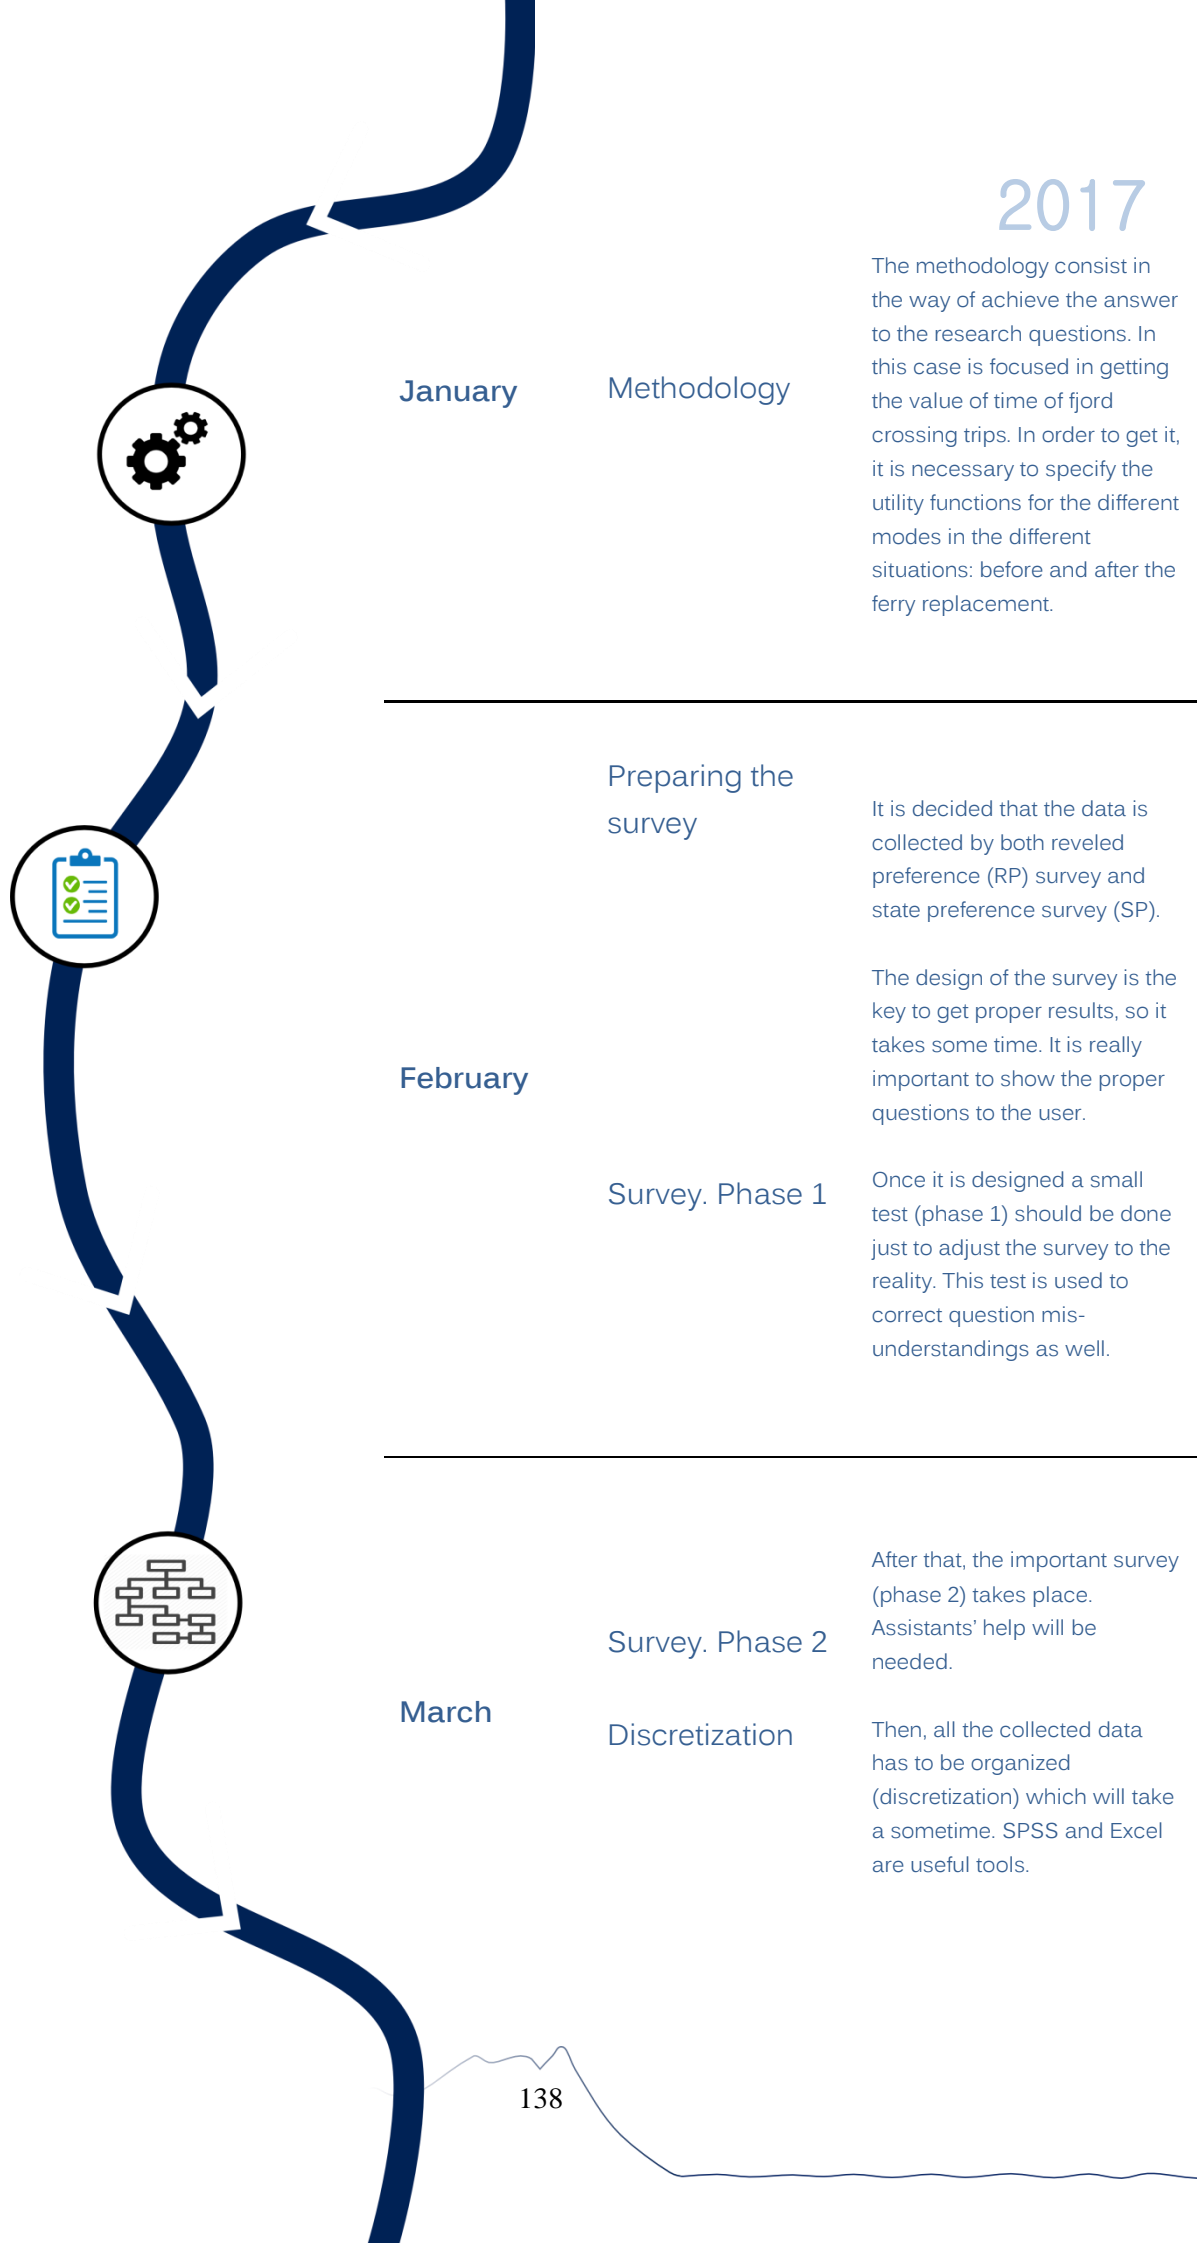 2017
January
Methodology
The methodology consist in
the way of achieve the answer
to the research questions. In
this case is focused in getting
the value of time of fjord
crossing trips. In order to get it,
it is necessary to specify the
utility functions for the different
modes in the different
situations: before and after the
ferry replacement.
February
Preparing the
survey
It is decided that the data is
collected by both reveled
preference (RP) survey and
state preference survey (SP).
The design of the survey is the
key to get proper results, so it
takes some time. It is really
important to show the proper
questions to the user.
Survey. Phase 1
Once it is designed a small
test (phase 1) should be done
just to adjust the survey to the
reality. This test is used to
correct question mis-
understandings as well.
March
Survey. Phase 2
After that, the important survey
(phase 2) takes place.
Assistants’ help will be
needed.
Discretization
Then, all the collected data
has to be organized
(discretization) which will take
a sometime. SPSS and Excel
are useful tools.
138